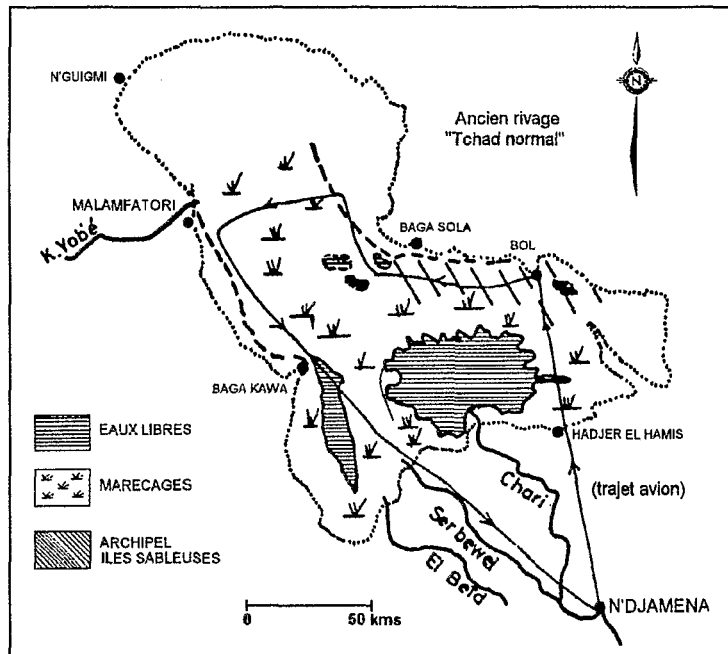 N'GUIGMI
N
Ancien rivage
"Tchad normal"
MALAMFATORI
K.Yobé
BAGA SOLA
BOL
BAGA KAWA
EAUX LIBRES
HADJER EL HAMIS
MARECAGES
(trajet avion)
Chari
Serbewel
El Beïd
ARCHIPEL
ILES SABLEUSES
N'DJAMENA
0
50 kms